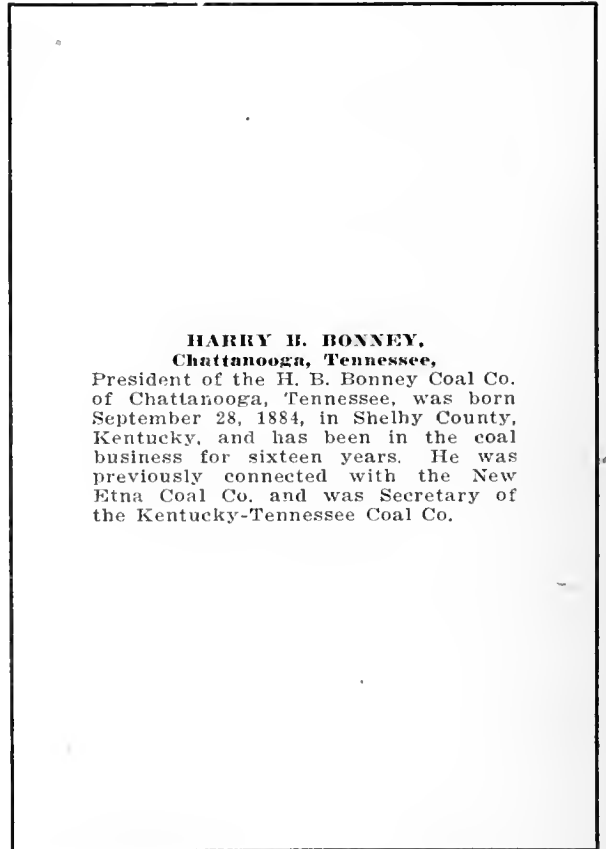 HARRY B. BONNEY,
Chattanooga, Tennessee,
President of the H. B. Bonney Coal Co.
of Chattanooga, Tennessee, was born
September 28, 1884, in Shelby County,
Kentucky, and has been in the coal
business for sixteen years. He was
previously connected with the New
Etna Coal Co. and was Secretary of
the Kentucky-Tennessee Coal Co.